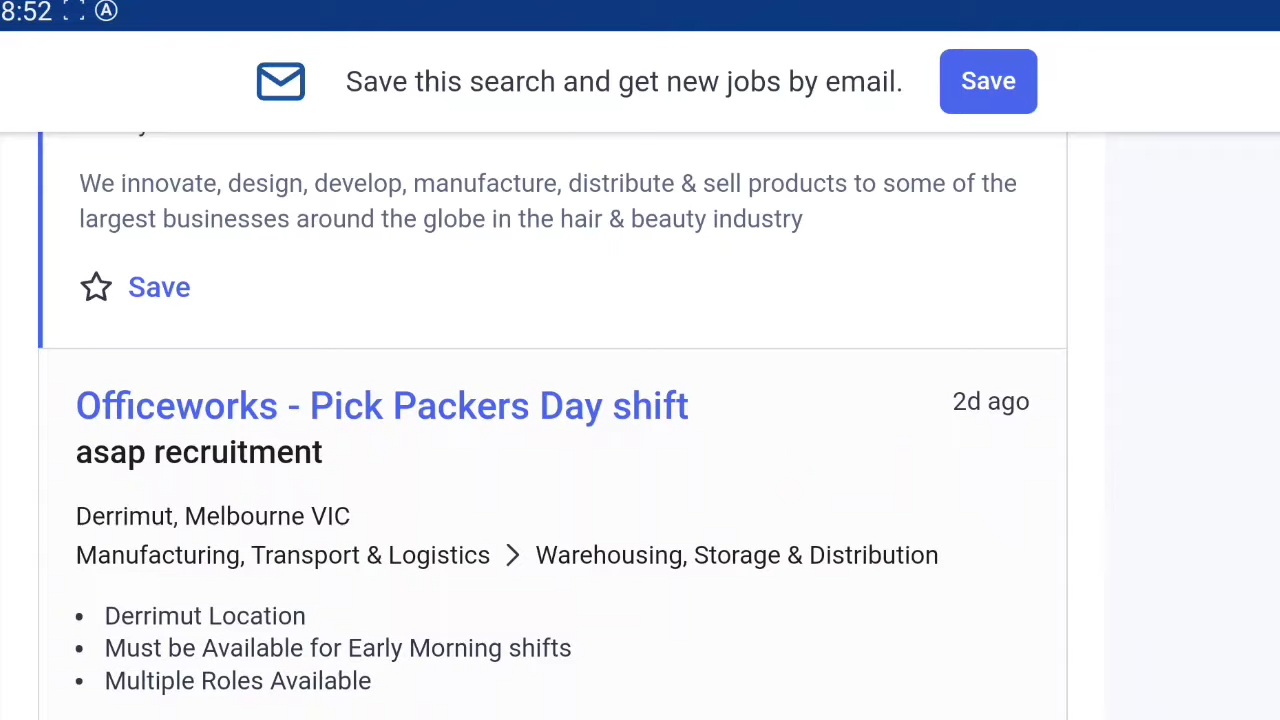 8:52 A
Save this search and get new jobs by email.
Save
We innovate, design, develop, manufacture, distribute & sell products to some of the
largest businesses around the globe in the hair & beauty industry
Save
Officeworks - Pick Packers Day shift
2d ago
asap recruitment
Derrimut, Melbourne VIC
Manufacturing, Transport & Logistics > Warehousing, Storage & Distribution
• Derrimut Location
• Must be Available for Early Morning shifts
• Multiple Roles Available